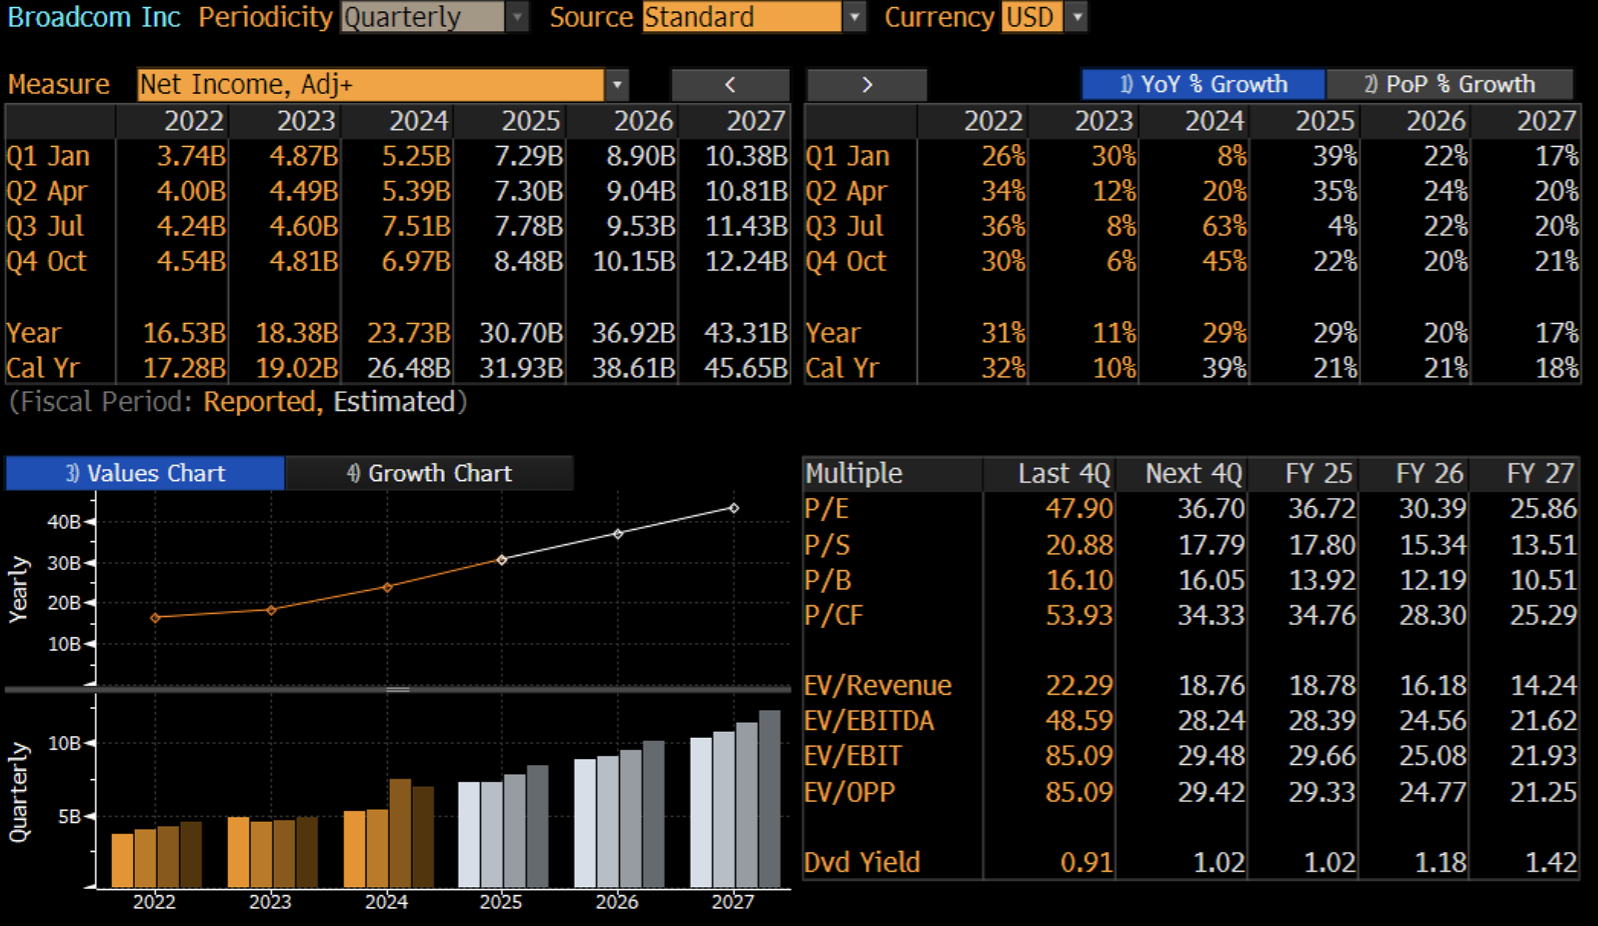 Broadcom Inc Periodicity Quarterly Source Standard Currency USD
Measure Net Income, Adj+ < > 1) YoY % Growth 2) PoP % Growth
2022 2023 2024 2025 2026 2027 2022 2023 2024 2025 2026 2027
Q1 Jan 3.74B 4.87B 5.25B 7.29B 8.90B 10.38B Q1 Jan 26% 30% 8% 39% 22% 17%
Q2 Apr 4.00B 4.49B 5.39B 7.30B 9.04B 10.81B Q2 Apr 34% 12% 20% 35% 24% 20%
Q3 Jul 4.24B 4.60B 7.51B 7.78B 9.53B 11.43B Q3 Jul 36% 8% 63% 4% 22% 20%
Q4 Oct 4.54B 4.81B 6.97B 8.48B 10.15B 12.24B Q4 Oct 30% 6% 45% 22% 20% 21%
Year 16.53B 18.38B 23.73B 30.70B 36.92B 43.31B Year 31% 11% 29% 29% 20% 17%
Cal Yr 17.28B 19.02B 26.48B 31.93B 38.61B 45.65B Cal Yr 32% 10% 39% 21% 21% 18%
(Fiscal Period: Reported, Estimated)
3) Values Chart 4) Growth Chart
Yearly
40B
30B
20B
10B
Quarterly
10B
5B
2022 2023 2024 2025 2026 2027
Multiple Last 4Q Next 4Q FY 25 FY 26 FY 27
P/E 47.90 36.70 36.72 30.39 25.86
P/S 20.88 17.79 17.80 15.34 13.51
P/B 16.10 16.05 13.92 12.19 10.51
P/CF 53.93 34.33 34.76 28.30 25.29
EV/Revenue 22.29 18.76 18.78 16.18 14.24
EV/EBITDA 48.59 28.24 28.39 24.56 21.62
EV/EBIT 85.09 29.48 29.66 25.08 21.93
EV/OPP 85.09 29.42 29.33 24.77 21.25
Dvd Yield 0.91 1.02 1.02 1.18 1.42